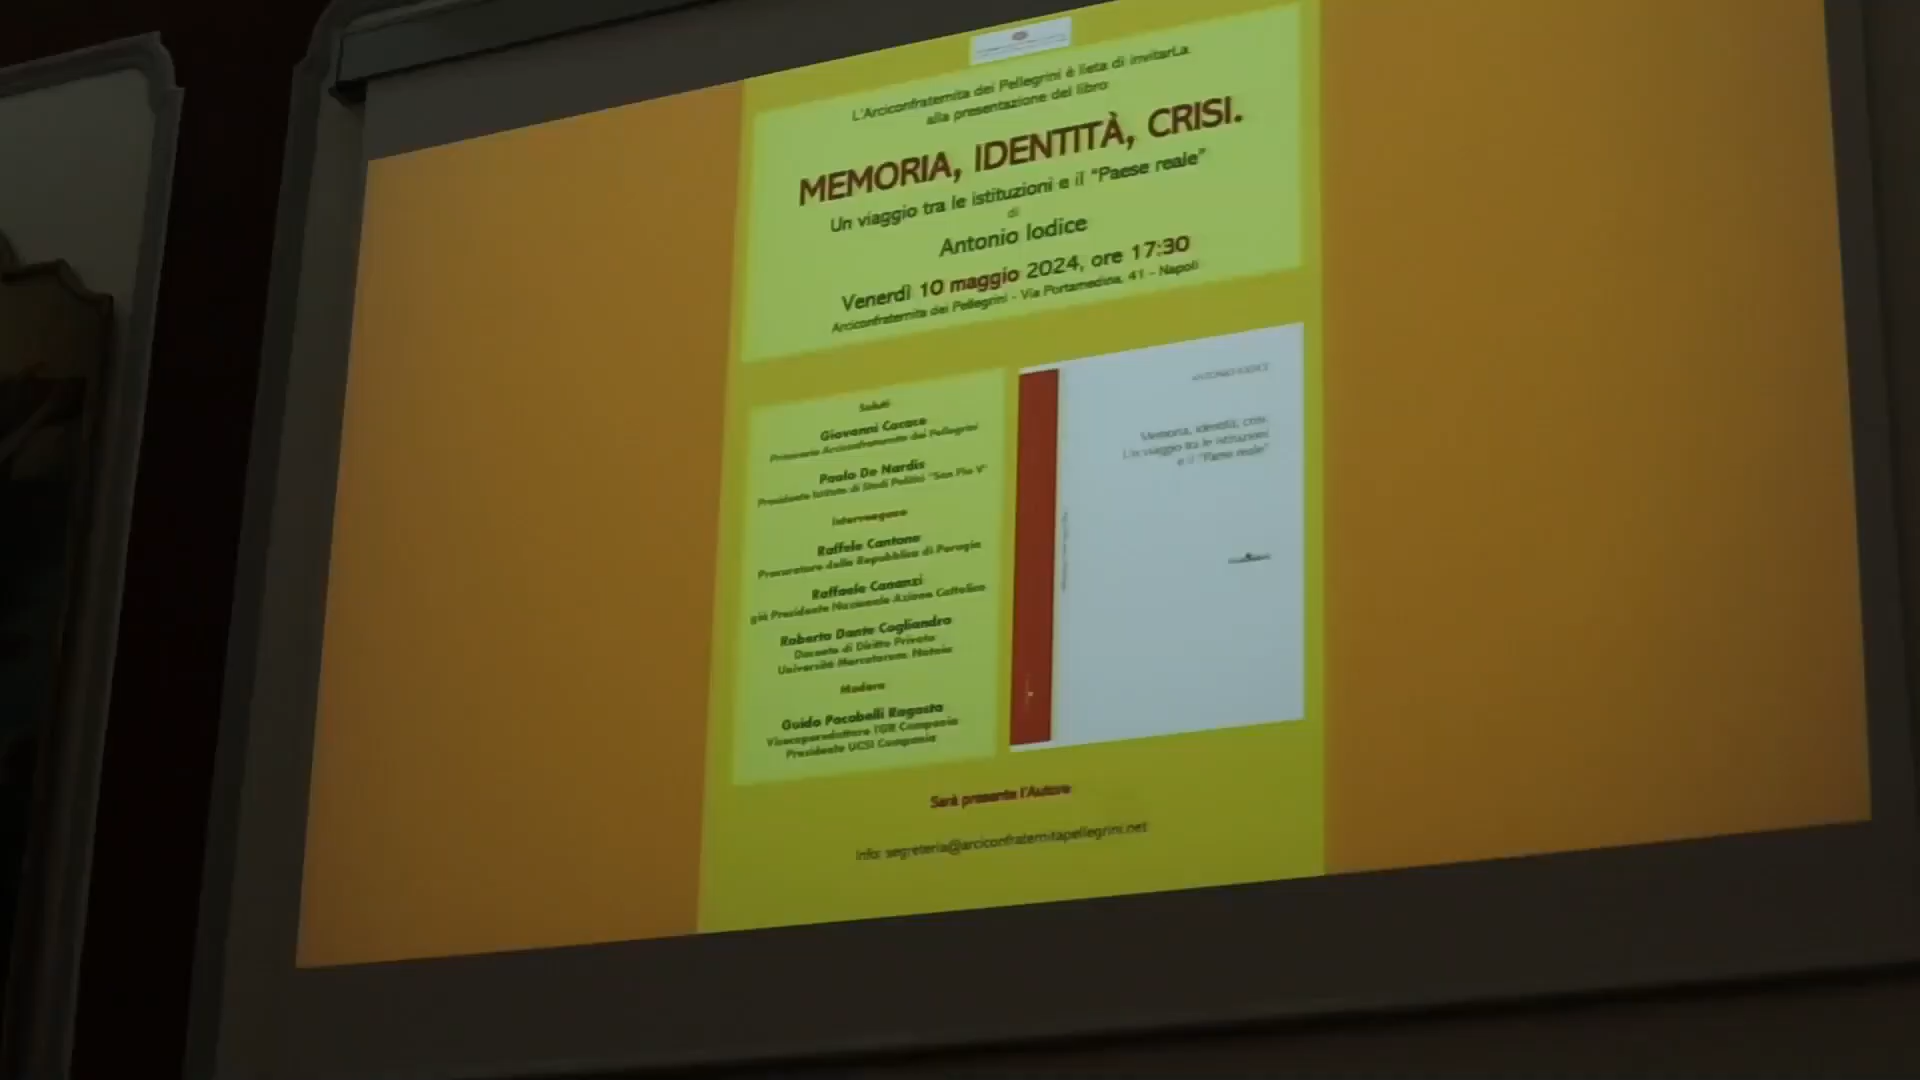 L'Arciconfraternita dei Pellegrini è lieta di invitarLa
alla presentazione del libro
MEMORIA, IDENTITÀ, CRISI.
Un viaggio tra le istituzioni e il "Paese reale"
di
Antonio Iodice
Venerdì 10 maggio 2024, ore 17:30
Arciconfraternita dei Pellegrini - Via Portamedina, 41 - Napoli
Saluti
Giovanni Cacace
Primicerio Arciconfraternita dei Pellegrini
Paolo De Nardis
Presidente Istituto di Studi Politici "San Pio V"
Intervengono
Raffele Cantone
Procuratore della Repubblica di Perugia
Raffaele Cananzi
già Presidente Nazionale Azione Cattolica
Roberto Dante Cogliandro
Docente di Diritto Privato
Università Mercatorum, Notaio
Modera
Guido Pocobelli Ragosta
Vicecaporedattore TGR Campania
Presidente UCSI Campania
ANTONIO IODICE
Memoria, identità, crisi.
Un viaggio tra le istituzioni
e il "Paese reale"
Sarà presente l'Autore
Info: segreteria@arciconfraternitapellegrini.net